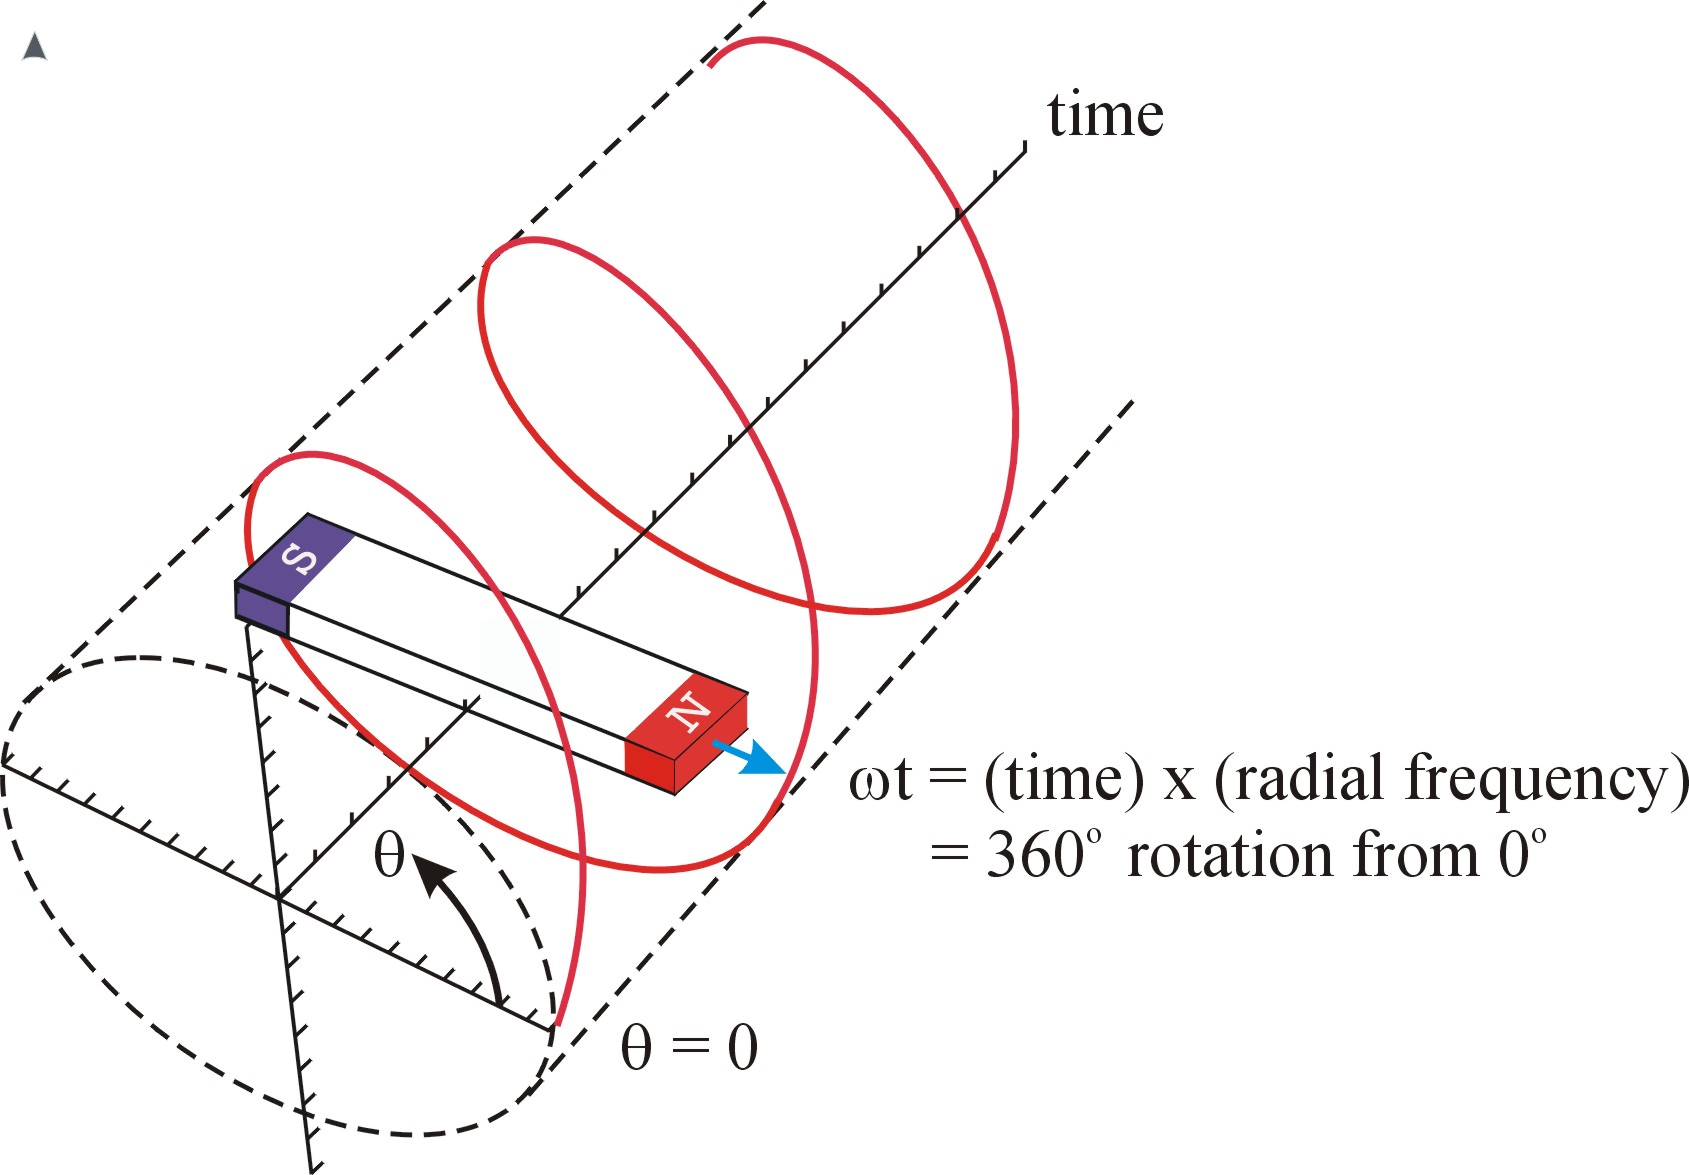 time
S
N
ωt = (time) x (radial frequency)
= 360° rotation from 0°
θ
θ = 0